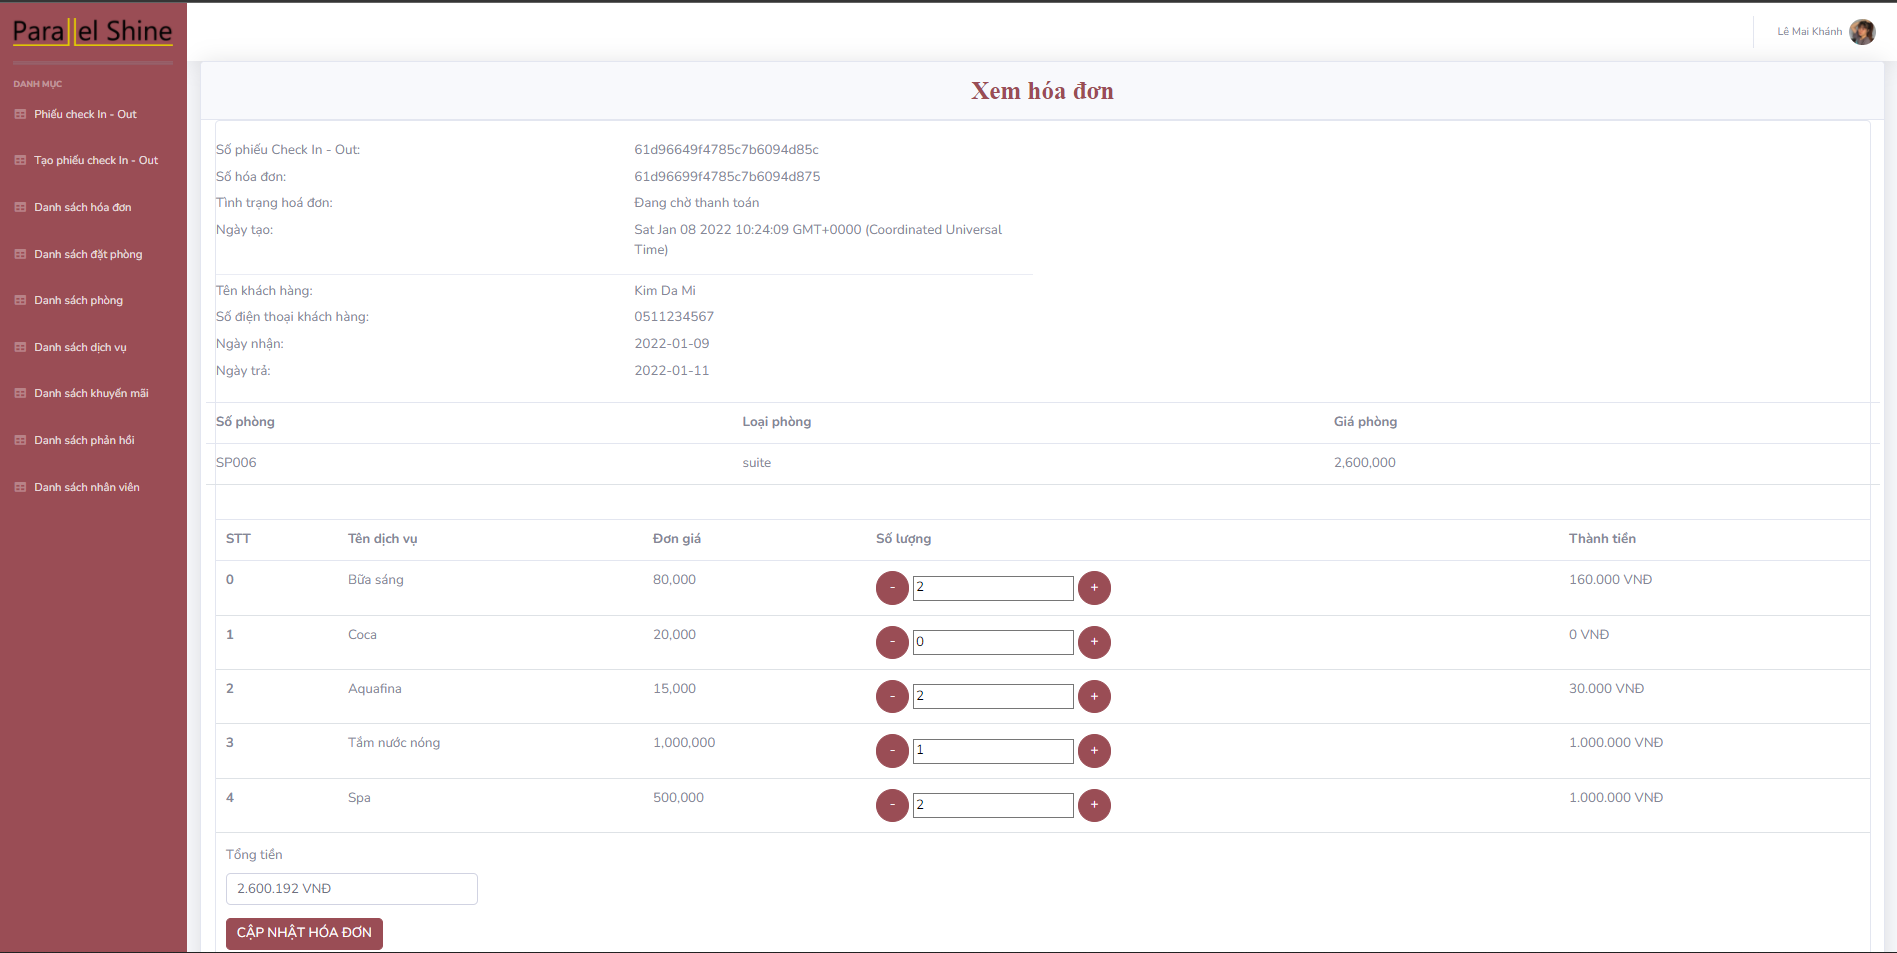 Parallel Shine
Lê Mai Khánh
DANH MỤC
Phiếu check In - Out
Tạo phiếu check In - Out
Danh sách hóa đơn
Danh sách đặt phòng
Danh sách phòng
Danh sách dịch vụ
Danh sách khuyến mãi
Danh sách phản hồi
Danh sách nhân viên
Xem hóa đơn
Số phiếu Check In - Out: 61d96649f4785c7b6094d85c
Số hóa đơn: 61d96699f4785c7b6094d875
Tình trạng hoá đơn: Đang chờ thanh toán
Ngày tạo: Sat Jan 08 2022 10:24:09 GMT+0000 (Coordinated Universal
Time)
Tên khách hàng: Kim Da Mi
Số điện thoại khách hàng: 0511234567
Ngày nhận: 2022-01-09
Ngày trả: 2022-01-11
Số phòng Loại phòng Giá phòng
SP006 suite 2,600,000
STT Tên dịch vụ Đơn giá Số lượng Thành tiền
0 Bữa sáng 80,000 - 2 + 160.000 VNĐ
1 Coca 20,000 - 0 + 0 VNĐ
2 Aquafina 15,000 - 2 + 30.000 VNĐ
3 Tắm nước nóng 1,000,000 - 1 + 1.000.000 VNĐ
4 Spa 500,000 - 2 + 1.000.000 VNĐ
Tổng tiền
2.600.192 VNĐ
CẬP NHẬT HÓA ĐƠN